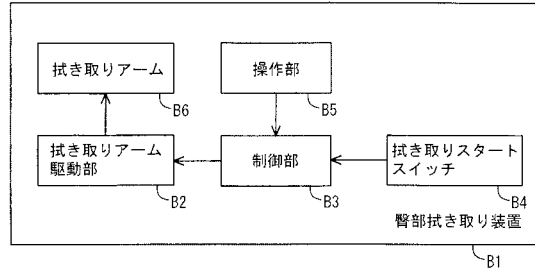 拭き取りアーム
B6
操作部
B5
拭き取りアーム
駆動部
B2
制御部
B3
拭き取りスタート
スイッチ
B4
臀部拭き取り装置
B1